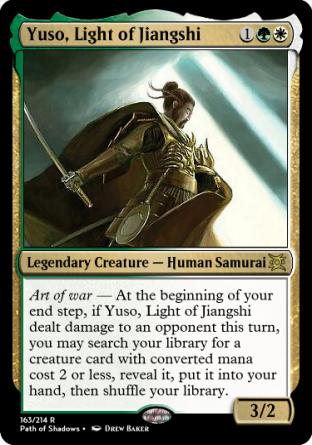 Yuso, Light of Jiangshi 1
Legendary Creature — Human Samurai
Art of war — At the beginning of your
end step, if Yuso, Light of Jiangshi
dealt damage to an opponent this turn,
you may search your library for a
creature card with converted mana
cost 2 or less, reveal it, put it into your
hand, then shuffle your library.
3/2
163/214 R
Path of Shadows • Drew Baker